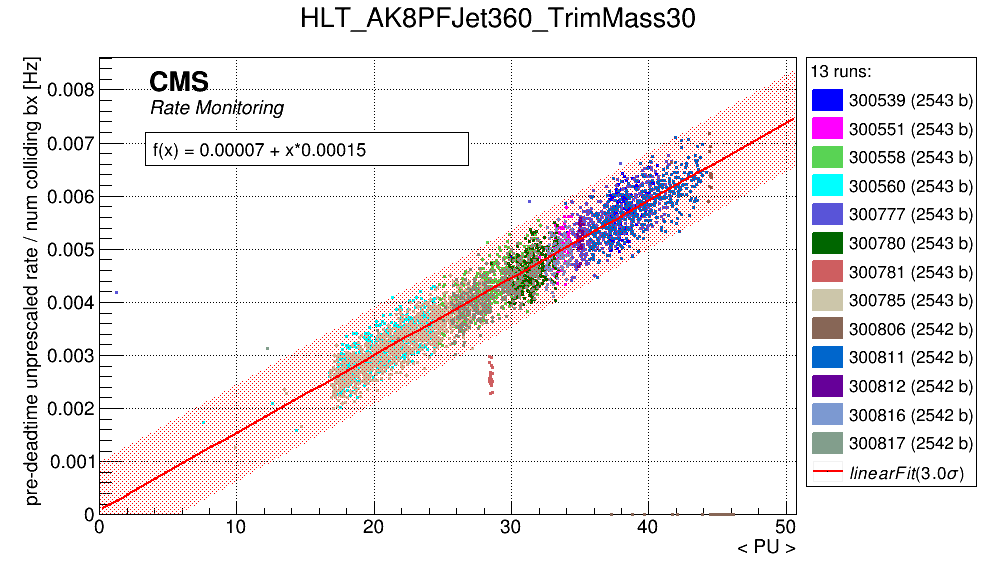 HLT_AK8PFJet360_TrimMass30
pre-deadtime unprescaled rate / num colliding bx [Hz]
0.008
0.007
0.006
0.005
0.004
0.003
0.002
0.001
0
CMS
Rate Monitoring
f(x) = 0.00007 + x*0.00015
0 10 20 30 40 50
< PU >
13 runs:
300539 (2543 b)
300551 (2543 b)
300558 (2543 b)
300560 (2543 b)
300777 (2543 b)
300780 (2543 b)
300781 (2543 b)
300785 (2543 b)
300806 (2542 b)
300811 (2542 b)
300812 (2542 b)
300816 (2542 b)
300817 (2542 b)
linearFit(3.0σ)